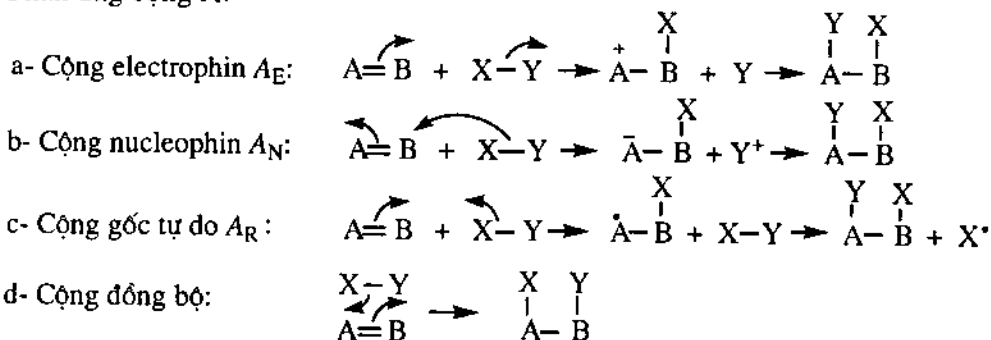 a- Cộng electrophin A_E: A=B + X–Y → A⁺–B(X) + Y → A(Y)–B(X)
b- Cộng nucleophin A_N: A=B + X–Y → Ā–B(X) + Y⁺ → A(Y)–B(X)
c- Cộng gốc tự do A_R : A=B + X–Y → A•–B(X) + X–Y → A(Y)–B(X) + X•
d- Cộng đồng bộ: X–Y A=B → A(X)–B(Y)